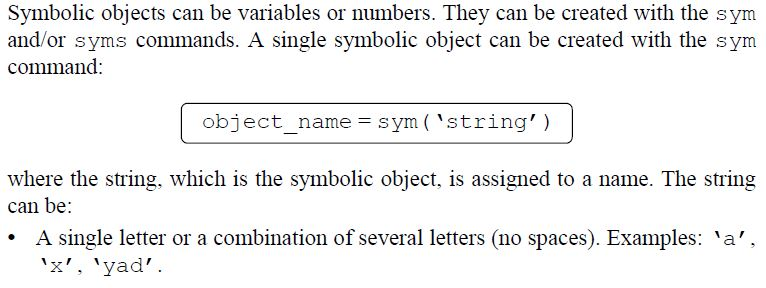 Symbolic objects can be variables or numbers. They can be created with the sym
and/or syms commands. A single symbolic object can be created with the sym
command:
object_name = sym(‘string’)
where the string, which is the symbolic object, is assigned to a name. The string
can be:
• A single letter or a combination of several letters (no spaces). Examples: ‘a’,
‘x’, ‘yad’.